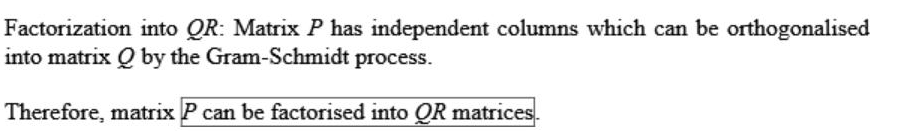 Factorization into QR: Matrix P has independent columns which can be orthogonalised
into matrix Q by the Gram-Schmidt process.
Therefore, matrix P can be factorised into QR matrices.